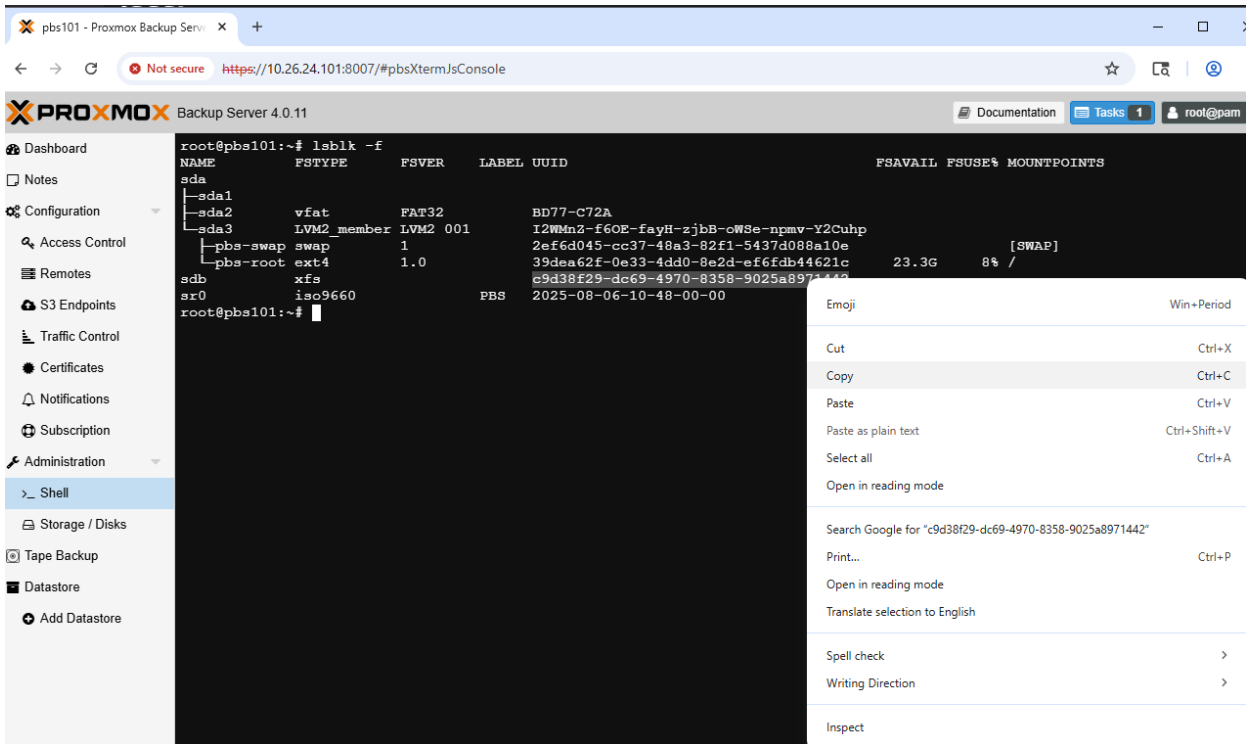 pbs101 - Proxmox Backup Serve
Not secure https://10.26.24.101:8007/#pbsXtermJsConsole
PROXMOX Backup Server 4.0.11 Documentation Tasks 1 root@pam
Dashboard
Notes
Configuration
Access Control
Remotes
S3 Endpoints
Traffic Control
Certificates
Notifications
Subscription
Administration
>_ Shell
Storage / Disks
Tape Backup
Datastore
Add Datastore
root@pbs101:~# lsblk -f
NAME FSTYPE FSVER LABEL UUID FSAVAIL FSUSE% MOUNTPOINTS
sda
├─sda1
├─sda2 vfat FAT32 BD77-C72A
└─sda3 LVM2_member LVM2 001 I2WMnZ-f6OE-fayH-zjbB-oWSe-npmv-Y2Cuhp
├─pbs-swap swap 1 2ef6d045-cc37-48a3-82f1-5437d088a10e [SWAP]
└─pbs-root ext4 1.0 39dea62f-0e33-4dd0-8e2d-ef6fdb44621c 23.3G 8% /
sdb xfs c9d38f29-dc69-4970-8358-9025a8971442
sr0 iso9660 PBS 2025-08-06-10-48-00-00
root@pbs101:~#
Emoji Win+Period
Cut Ctrl+X
Copy Ctrl+C
Paste Ctrl+V
Paste as plain text Ctrl+Shift+V
Select all Ctrl+A
Open in reading mode
Search Google for “c9d38f29-dc69-4970-8358-9025a8971442”
Print... Ctrl+P
Open in reading mode
Translate selection to English
Spell check
Writing Direction
Inspect